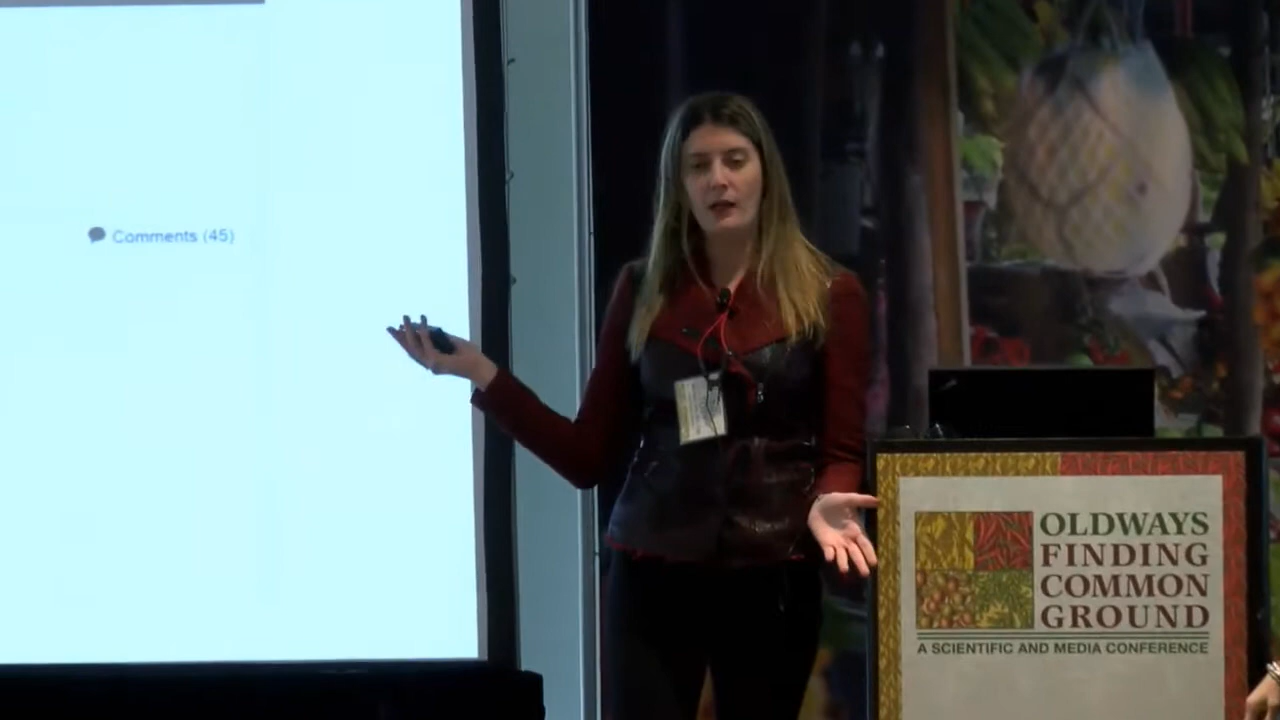 Comments (45)
OLDWAYS
FINDING
COMMON
GROUND
A SCIENTIFIC AND MEDIA CONFERENCE